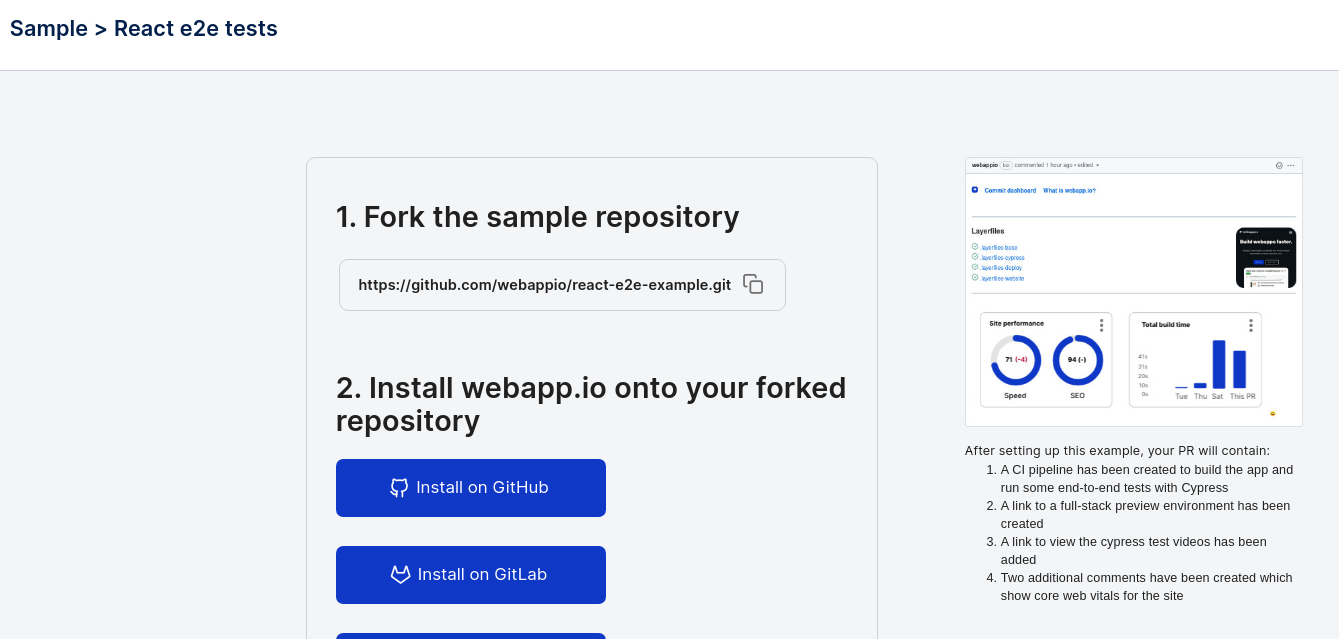 Sample > React e2e tests
1. Fork the sample repository
https://github.com/webappio/react-e2e-example.git
2. Install webapp.io onto your forked
repository
Install on GitHub
Install on GitLab
webappio bot commented 1 hour ago • edited
Commit dashboard What is webapp.io?
Layerfiles
layerfiles-base
layerfiles-cypress
layerfiles-deploy
layerfiles-website
Build webapps faster.
Site performance
71 (-4)
94 (-)
Speed
SEO
Total build time
41s
31s
20s
10s
0s
Tue Thu Sat This PR
After setting up this example, your PR will contain:
1. A CI pipeline has been created to build the app and
run some end-to-end tests with Cypress
2. A link to a full-stack preview environment has been
created
3. A link to view the cypress test videos has been
added
4. Two additional comments have been created which
show core web vitals for the site